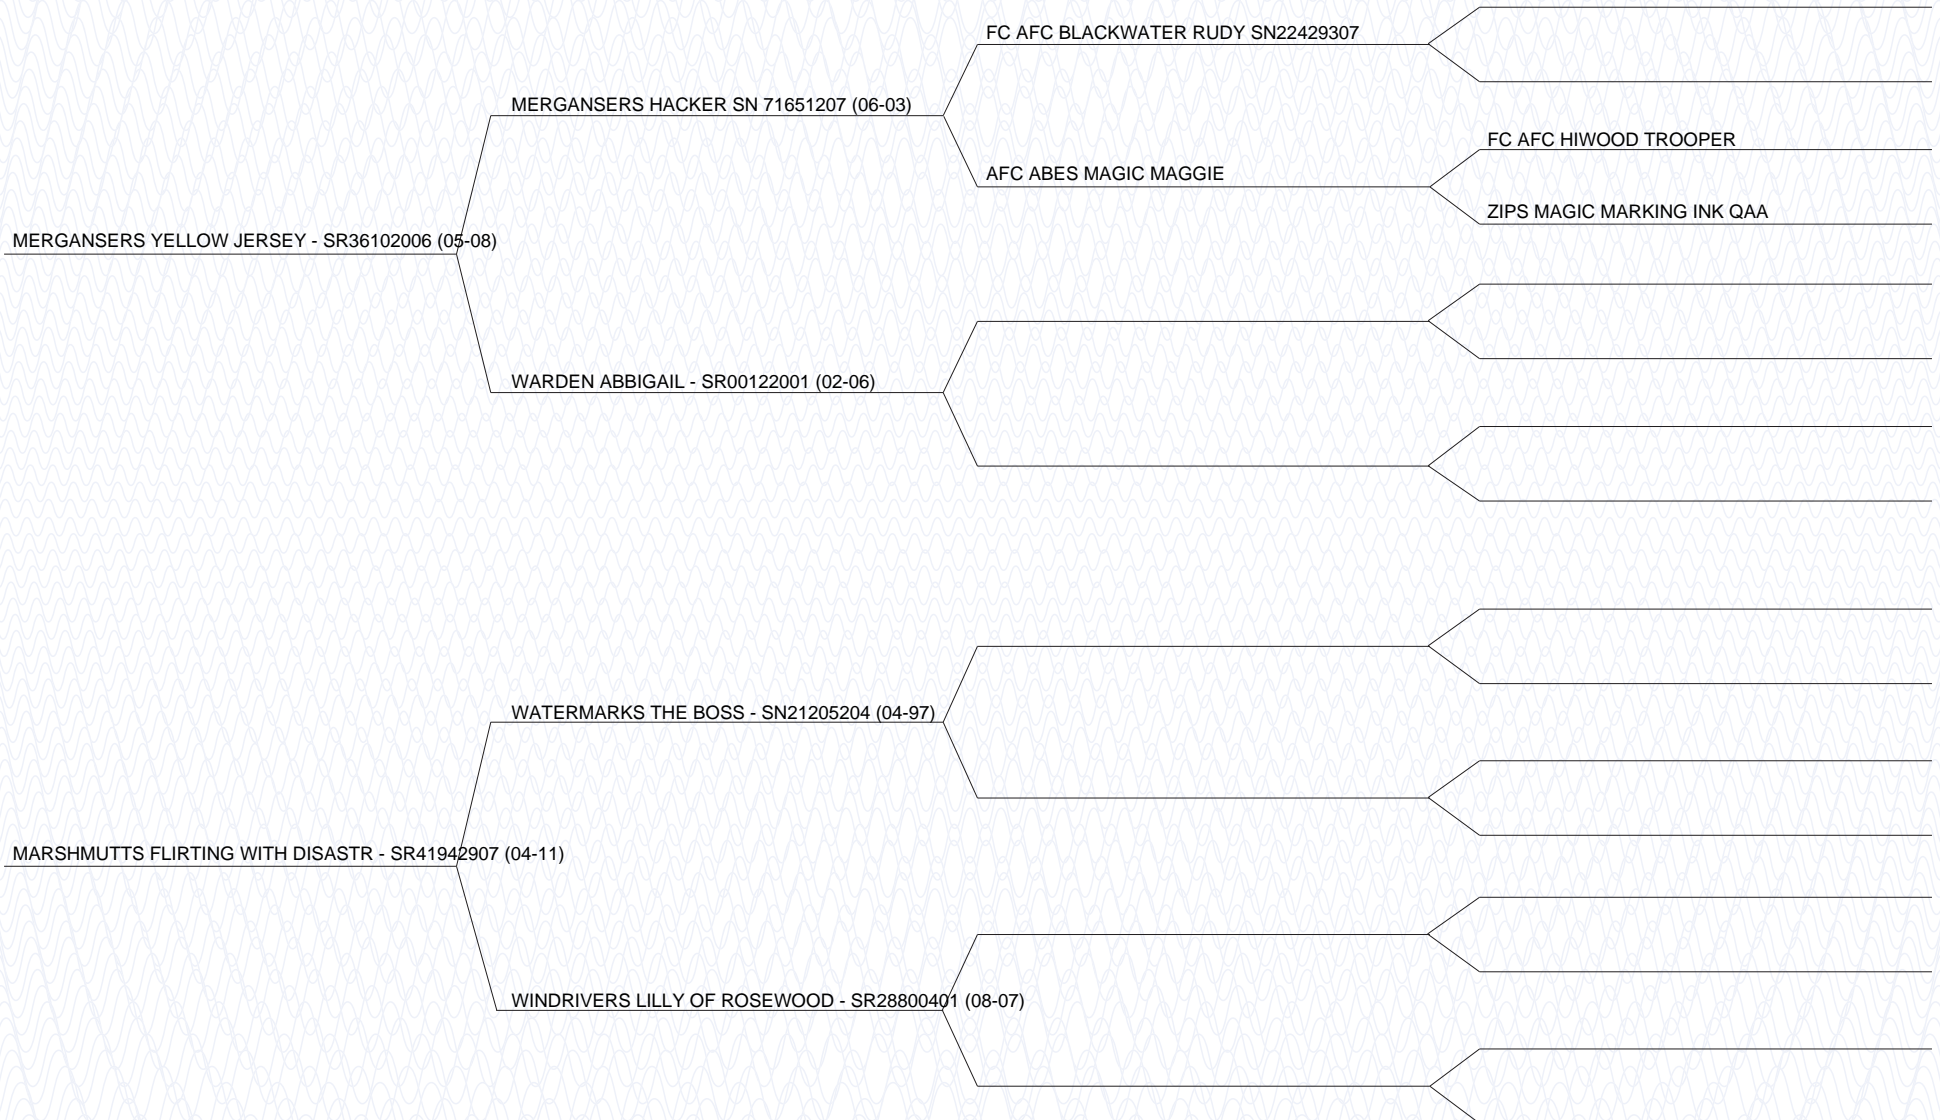 FC AFC BLACKWATER RUDY SN22429307
MERGANSERS HACKER SN 71651207 (06-03)
FC AFC HIWOOD TROOPER
AFC ABES MAGIC MAGGIE
ZIPS MAGIC MARKING INK QAA
MERGANSERS YELLOW JERSEY - SR36102006 (05-08)
WARDEN ABBIGAIL - SR00122001 (02-06)
WATERMARKS THE BOSS - SN21205204 (04-97)
MARSHMUTTS FLIRTING WITH DISASTR - SR41942907 (04-11)
WINDRIVERS LILLY OF ROSEWOOD - SR28800401 (08-07)